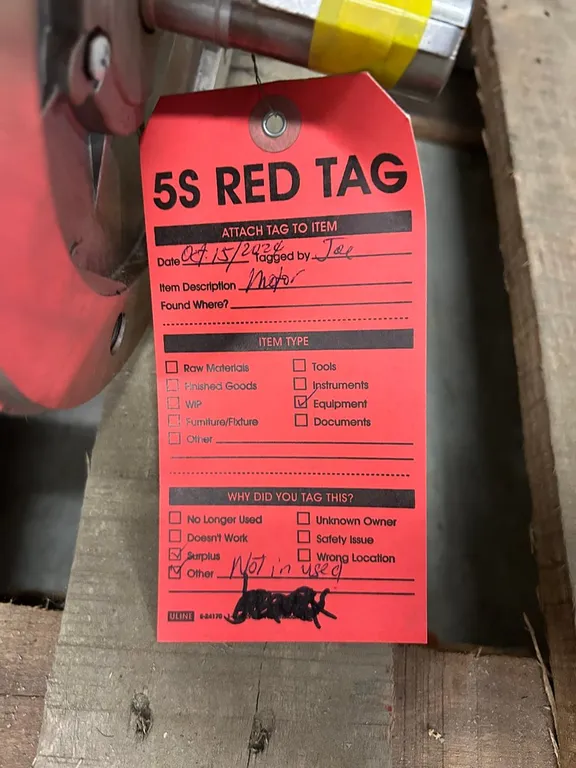 5S RED TAG
ATTACH TAG TO ITEM
Date Oct. 15/2024 Tagged by Joe
Item Description Motor
Found Where?
ITEM TYPE
Raw Materials Tools
Finished Goods Instruments
WIP Equipment
Furniture/Fixture Documents
Other
WHY DID YOU TAG THIS?
No Longer Used Unknown Owner
Doesn't Work Safety Issue
Surplus Wrong Location
Other Not in used
ULINE S-24170